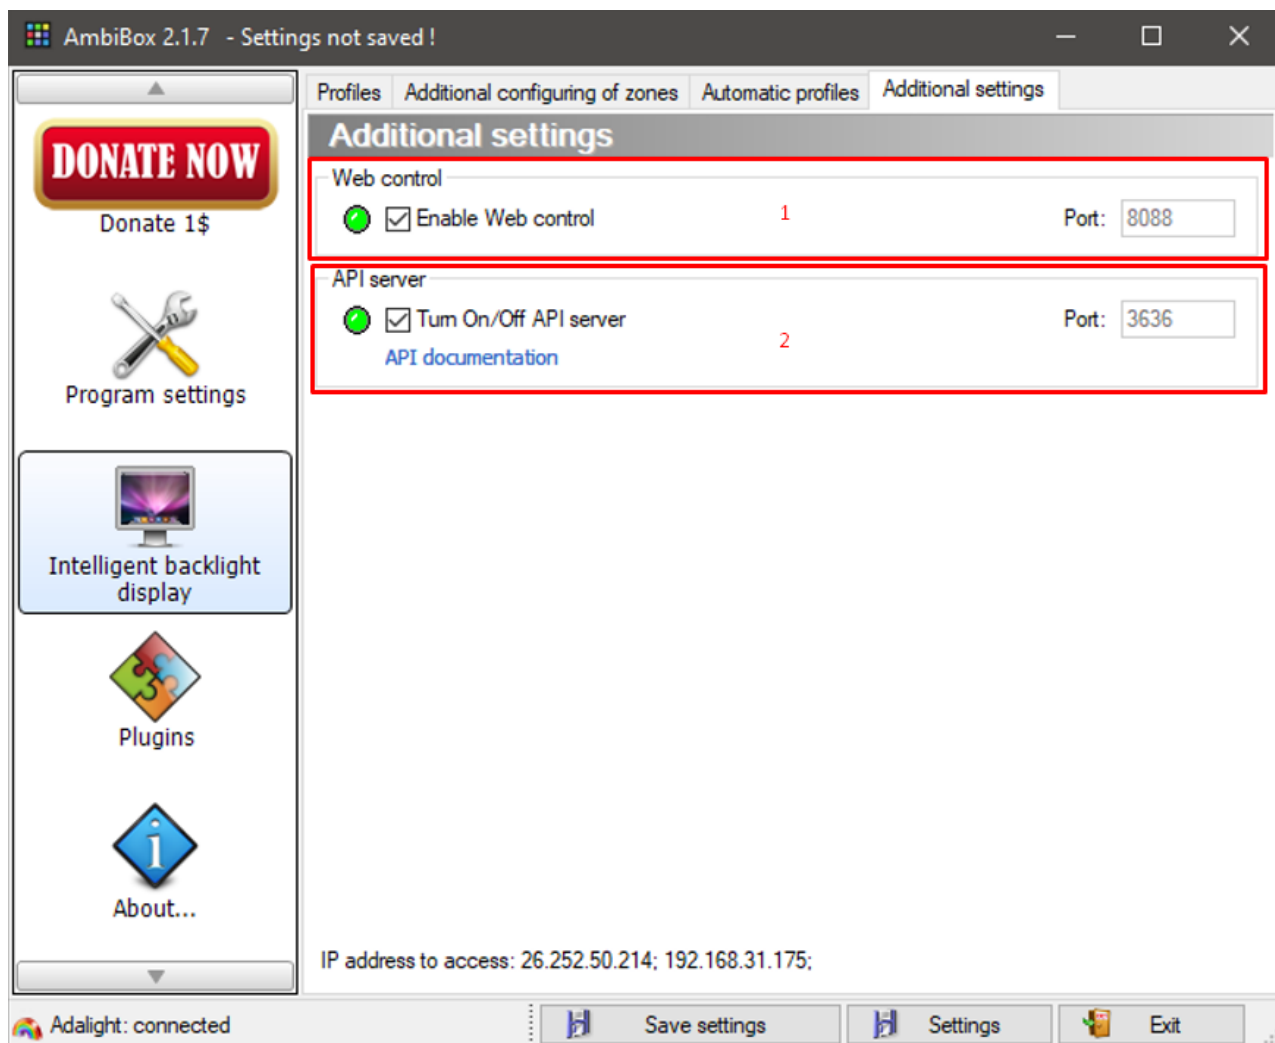 AmbiBox 2.1.7 - Settings not saved !
DONATE NOW
Donate 1$
Program settings
Intelligent backlight
display
Plugins
About...
Profiles Additional configuring of zones Automatic profiles Additional settings
Additional settings
Web control
Enable Web control 1 Port: 8088
API server
Turn On/Off API server Port: 3636
2
API documentation
IP address to access: 26.252.50.214; 192.168.31.175;
Adalight: connected Save settings Settings Exit